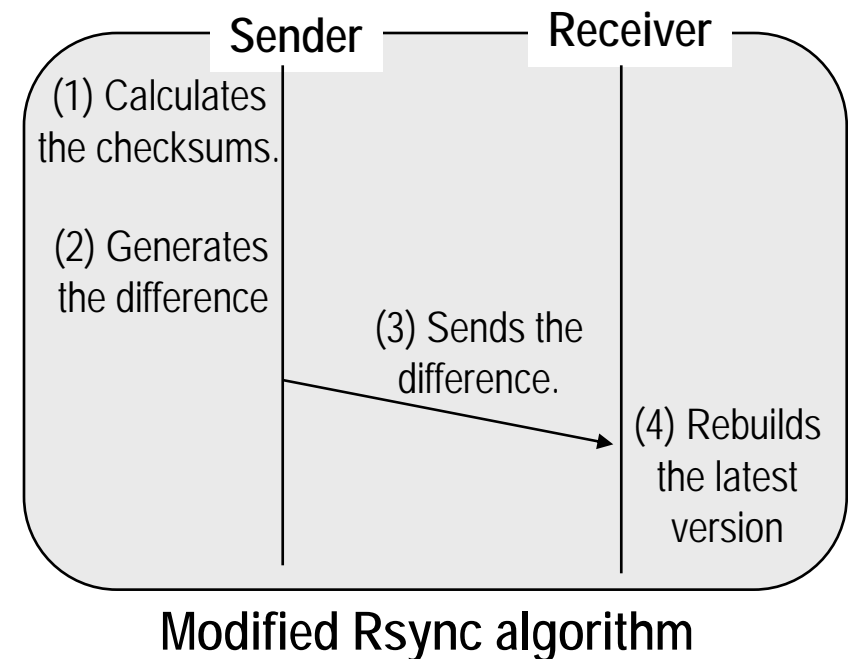 Sender
Receiver
(1) Calculates
the checksums.
(2) Generates
the difference
(3) Sends the
difference.
(4) Rebuilds
the latest
version
Modified Rsync algorithm